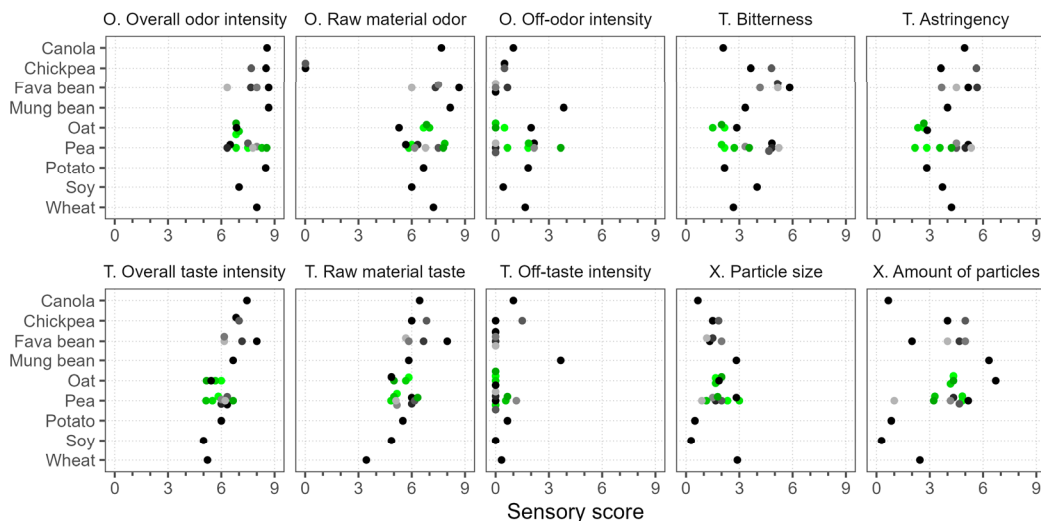 O. Overall odor intensity O. Raw material odor O. Off-odor intensity T. Bitterness T. Astringency
Canola
Chickpea
Fava bean
Mung bean
Oat
Pea
Potato
Soy
Wheat
0 3 6 9 0 3 6 9 0 3 6 9 0 3 6 9 0 3 6 9
T. Overall taste intensity T. Raw material taste T. Off-taste intensity X. Particle size X. Amount of particles
Canola
Chickpea
Fava bean
Mung bean
Oat
Pea
Potato
Soy
Wheat
0 3 6 9 0 3 6 9 0 3 6 9 0 3 6 9 0 3 6 9
Sensory score